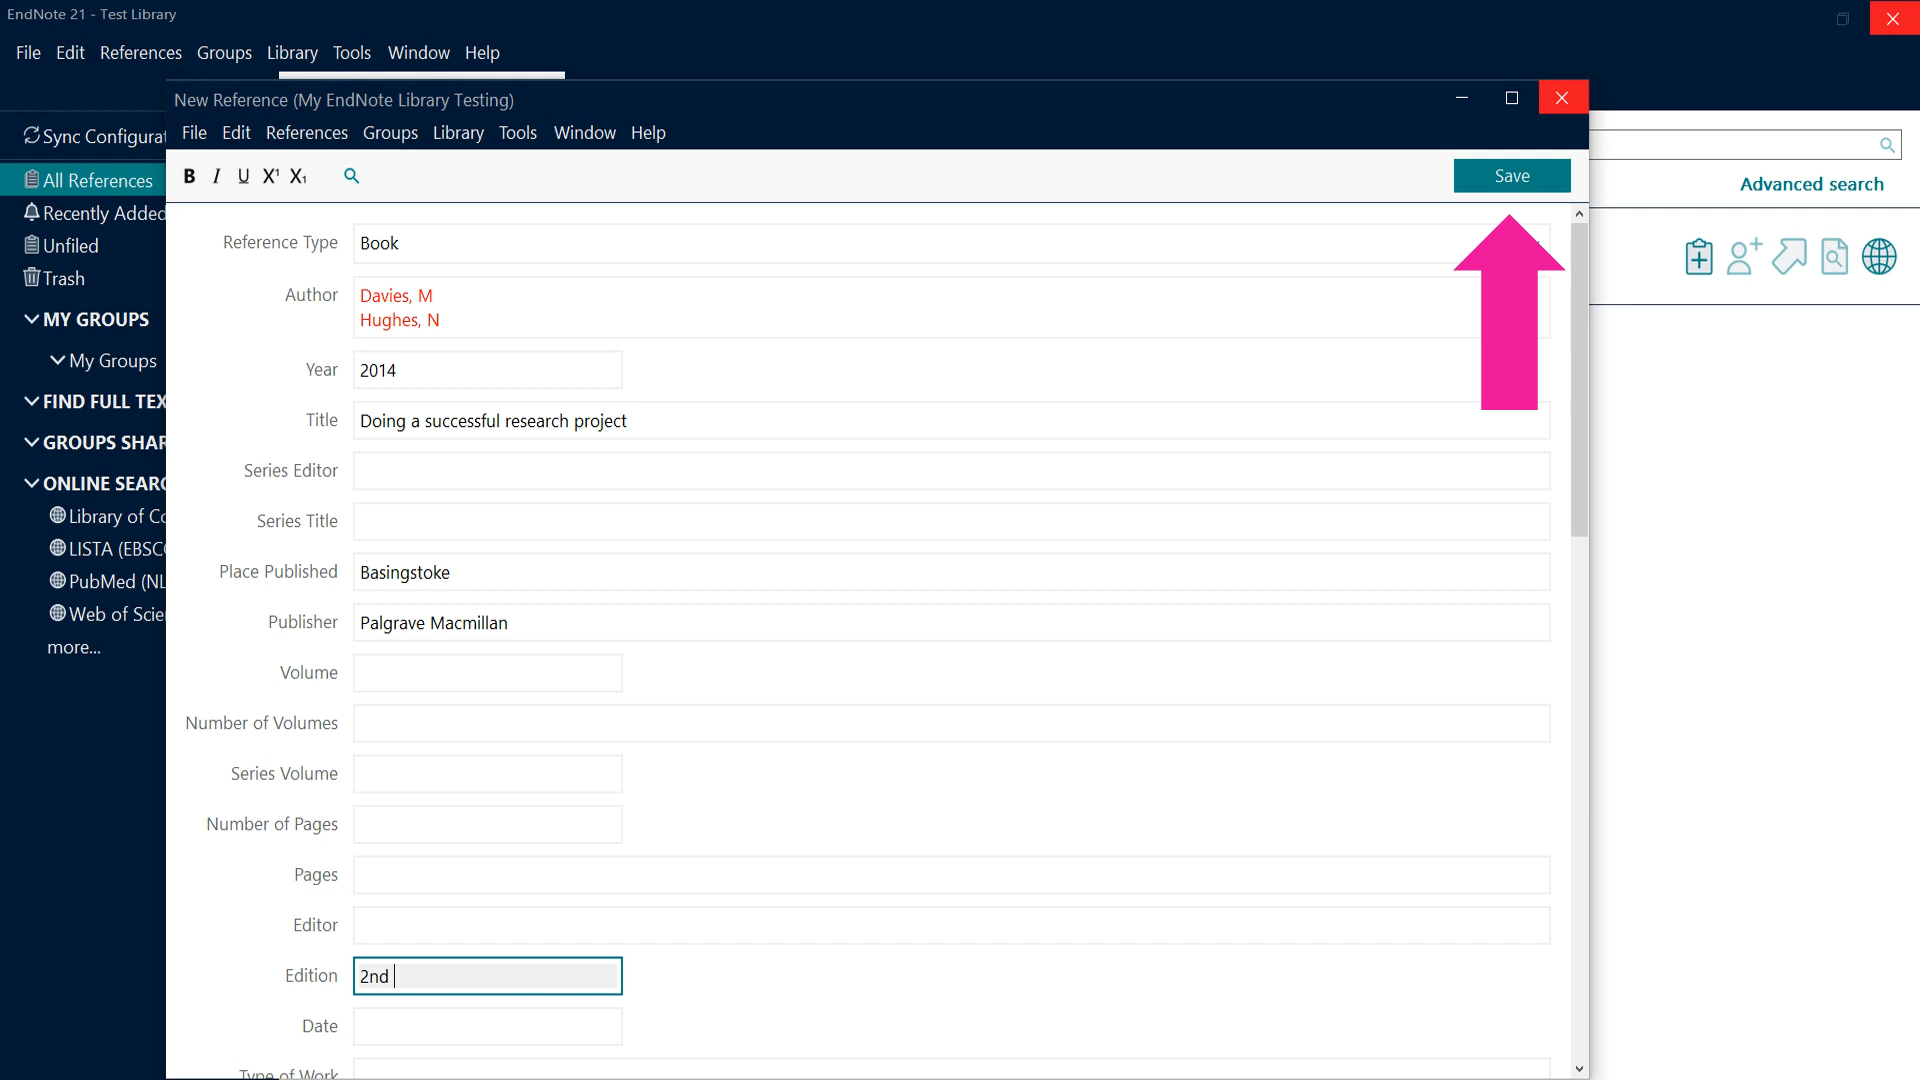 EndNote 21 - Test Library
File Edit References Groups Library Tools Window Help
New Reference (My EndNote Library Testing)
File Edit References Groups Library Tools Window Help
B I U X¹ X₁
Save
Sync Configurat
All References
Recently Added
Unfiled
Trash
MY GROUPS
My Groups
FIND FULL TEX
GROUPS SHAR
ONLINE SEARC
Library of Co
LISTA (EBSCO
PubMed (NL
Web of Scie
more...
Reference Type Book
Author Davies, M
Hughes, N
Year 2014
Title Doing a successful research project
Series Editor
Series Title
Place Published Basingstoke
Publisher Palgrave Macmillan
Volume
Number of Volumes
Series Volume
Number of Pages
Pages
Editor
Edition 2nd
Date
Type of Work
Advanced search